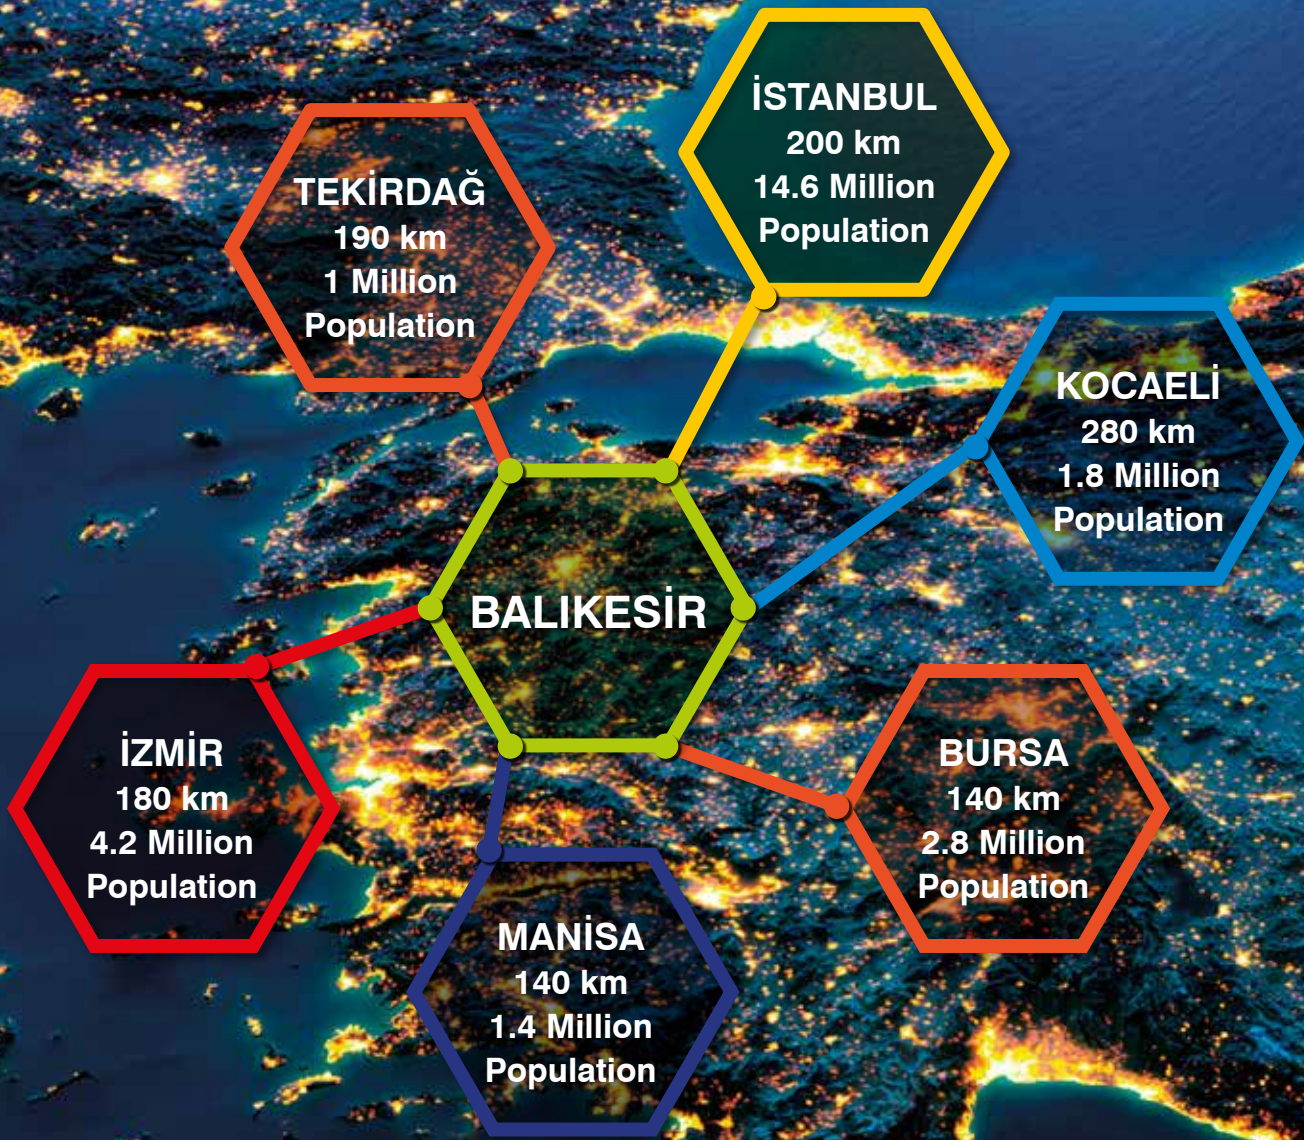 İSTANBUL
200 km
14.6 Million
Population
TEKİRDAĞ
190 km
1 Million
Population
KOCAELİ
280 km
1.8 Million
Population
BALIKESİR
İZMİR
180 km
4.2 Million
Population
BURSA
140 km
2.8 Million
Population
MANİSA
140 km
1.4 Million
Population